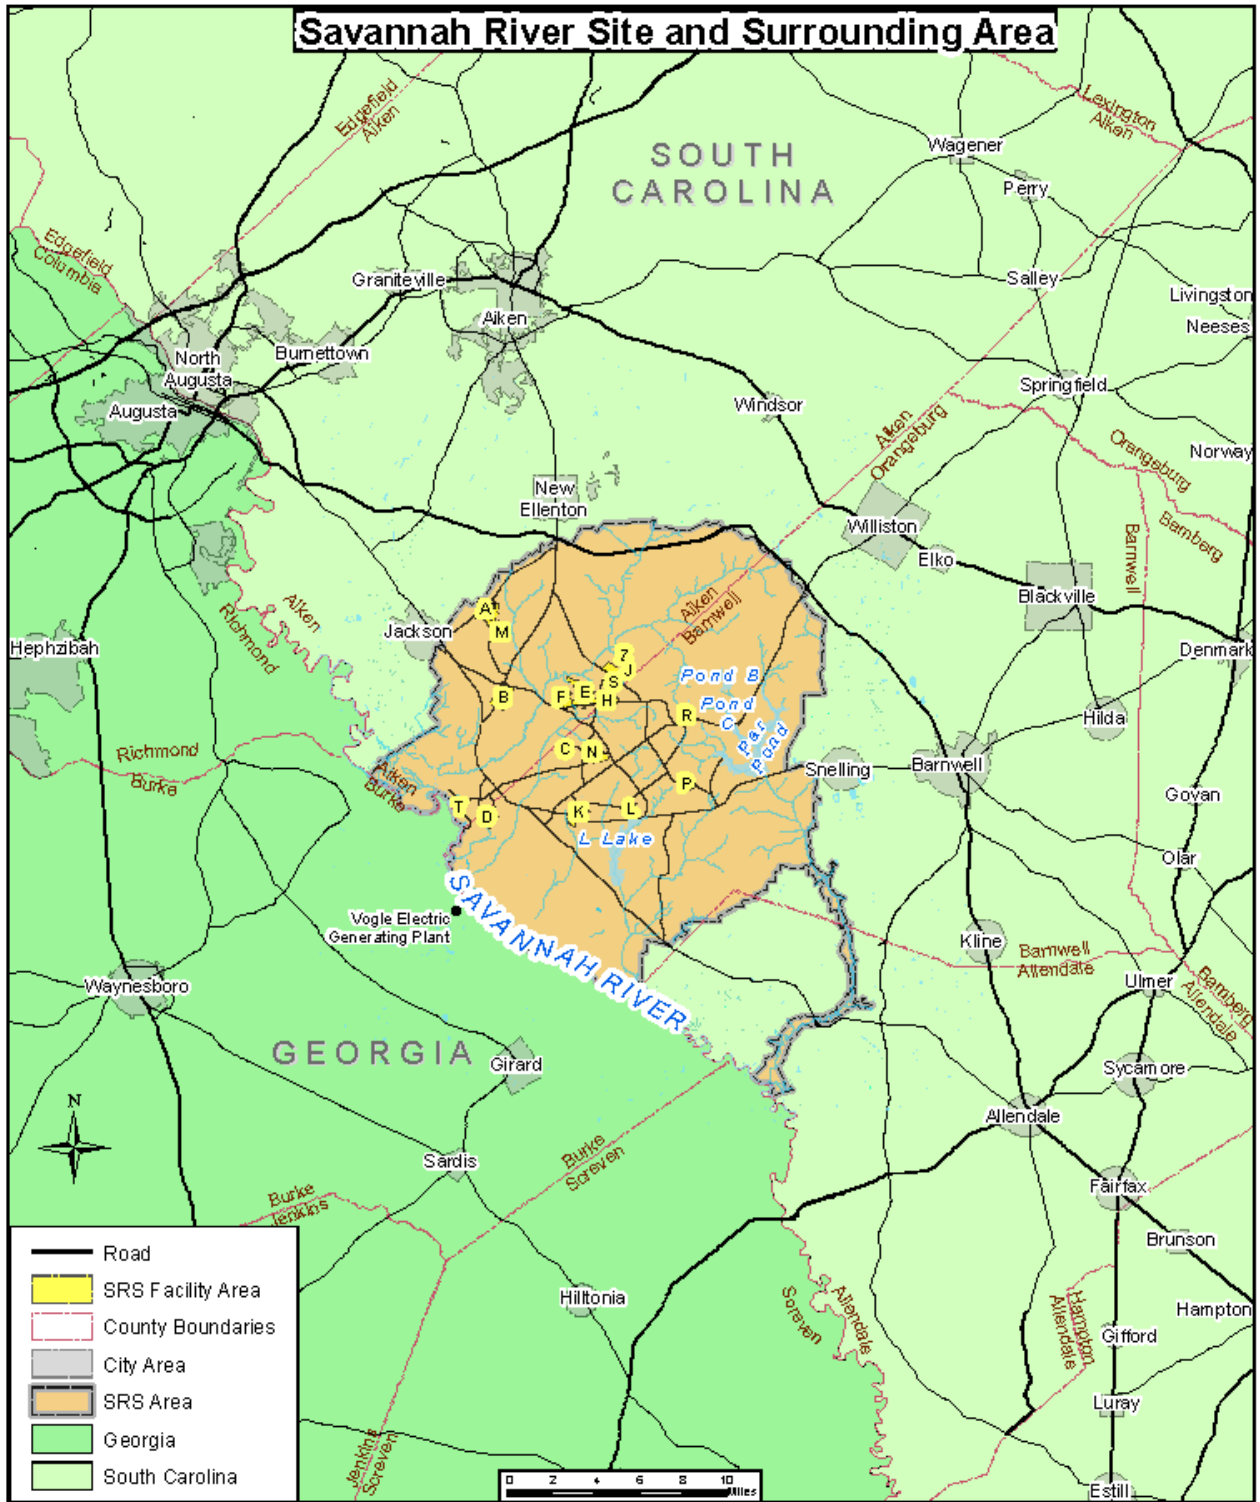 Savannah River Site and Surrounding Area
Edgefield
Aiken
Lexington
Aiken
SOUTH
CAROLINA
Wagener
Perry
Edgefield
Columbia
Graniteville
Salley
Livingston
Aiken
Neeses
North
Augusta
Burnettown
Augusta
Springfield
Windsor
Aiken
Orangeburg
Orangeburg
Bamberg
Norway
New
Ellenton
Williston
Elko
Barnwell
Blackville
Aiken
Richmond
Jackson
Hephzibah
Denmark
Aiken
Barnwell
A
M
Z
J
S
B
F
E
H
R
C
N
P
T
D
K
L
Pond B
Pond
C
Par
Pond
L Lake
Hilda
Snelling
Barnwell
Govan
Olar
Richmond
Burke
Aiken
Burke
Vogle Electric
Generating Plant
SAVANNAH RIVER
Kline
Barnwell
Allendale
Ulmer
Bamberg
Allendale
Waynesboro
GEORGIA
Girard
Sycamore
Allendale
N
Sardis
Burke
Screven
Burke
Jenkins
Fairfax
Brunson
Hampton
Hilltonia
Screven
Allendale
Hampton
Allendale
Gifford
Luray
Estill
Jenkins
Screven
Road
SRS Facility Area
County Boundaries
City Area
SRS Area
Georgia
South Carolina
0 2 4 6 8 10
Miles